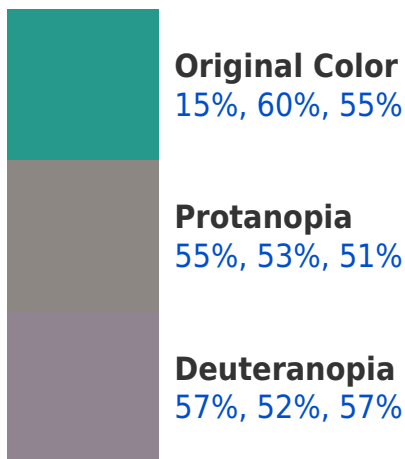 Original Color
15%, 60%, 55%
Protanopia
55%, 53%, 51%
Deuteranopia
57%, 52%, 57%